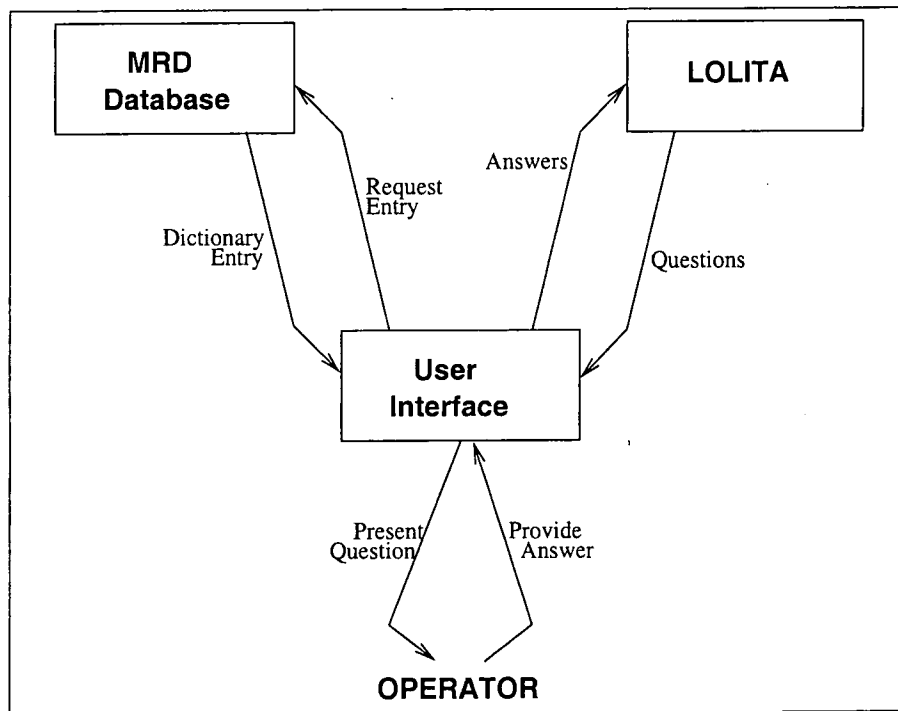 MRD
Database
LOLITA
Answers
Request
Entry
Dictionary
Entry
Questions
User
Interface
Present
Question
Provide
Answer
OPERATOR